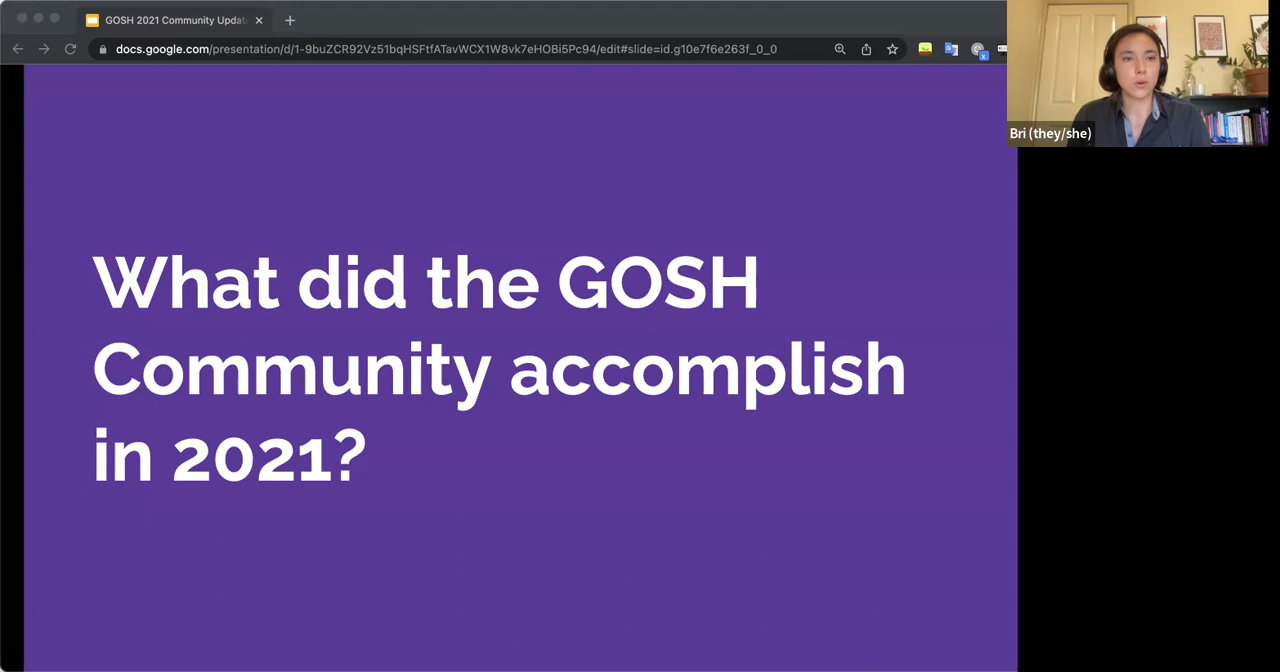 GOSH 2021 Community Updat
docs.google.com/presentation/d/1-9buZCR92Vz51bqHSFtfATavWCX1W8vk7eHOBi5Pc94/edit#slide=id.g10e7f6e263f_0_0
Bri (they/she)
What did the GOSH
Community accomplish
in 2021?